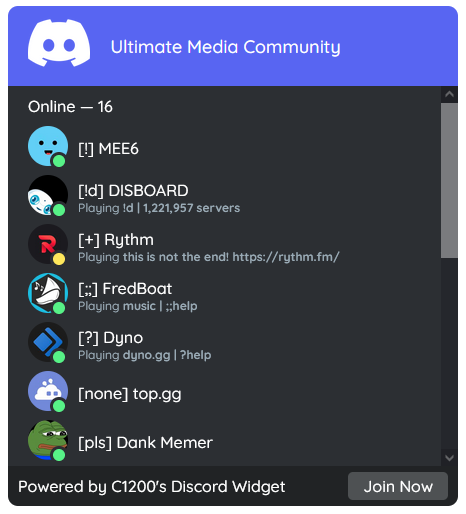 Ultimate Media Community
Online — 16
[!] MEE6
[!d] DISBOARD
Playing !d | 1,221,957 servers
[+] Rythm
Playing this is not the end! https://rythm.fm/
[;;] FredBoat
Playing music | ;;help
[?] Dyno
Playing dyno.gg | ?help
[none] top.gg
[pls] Dank Memer
Powered by C1200's Discord Widget
Join Now